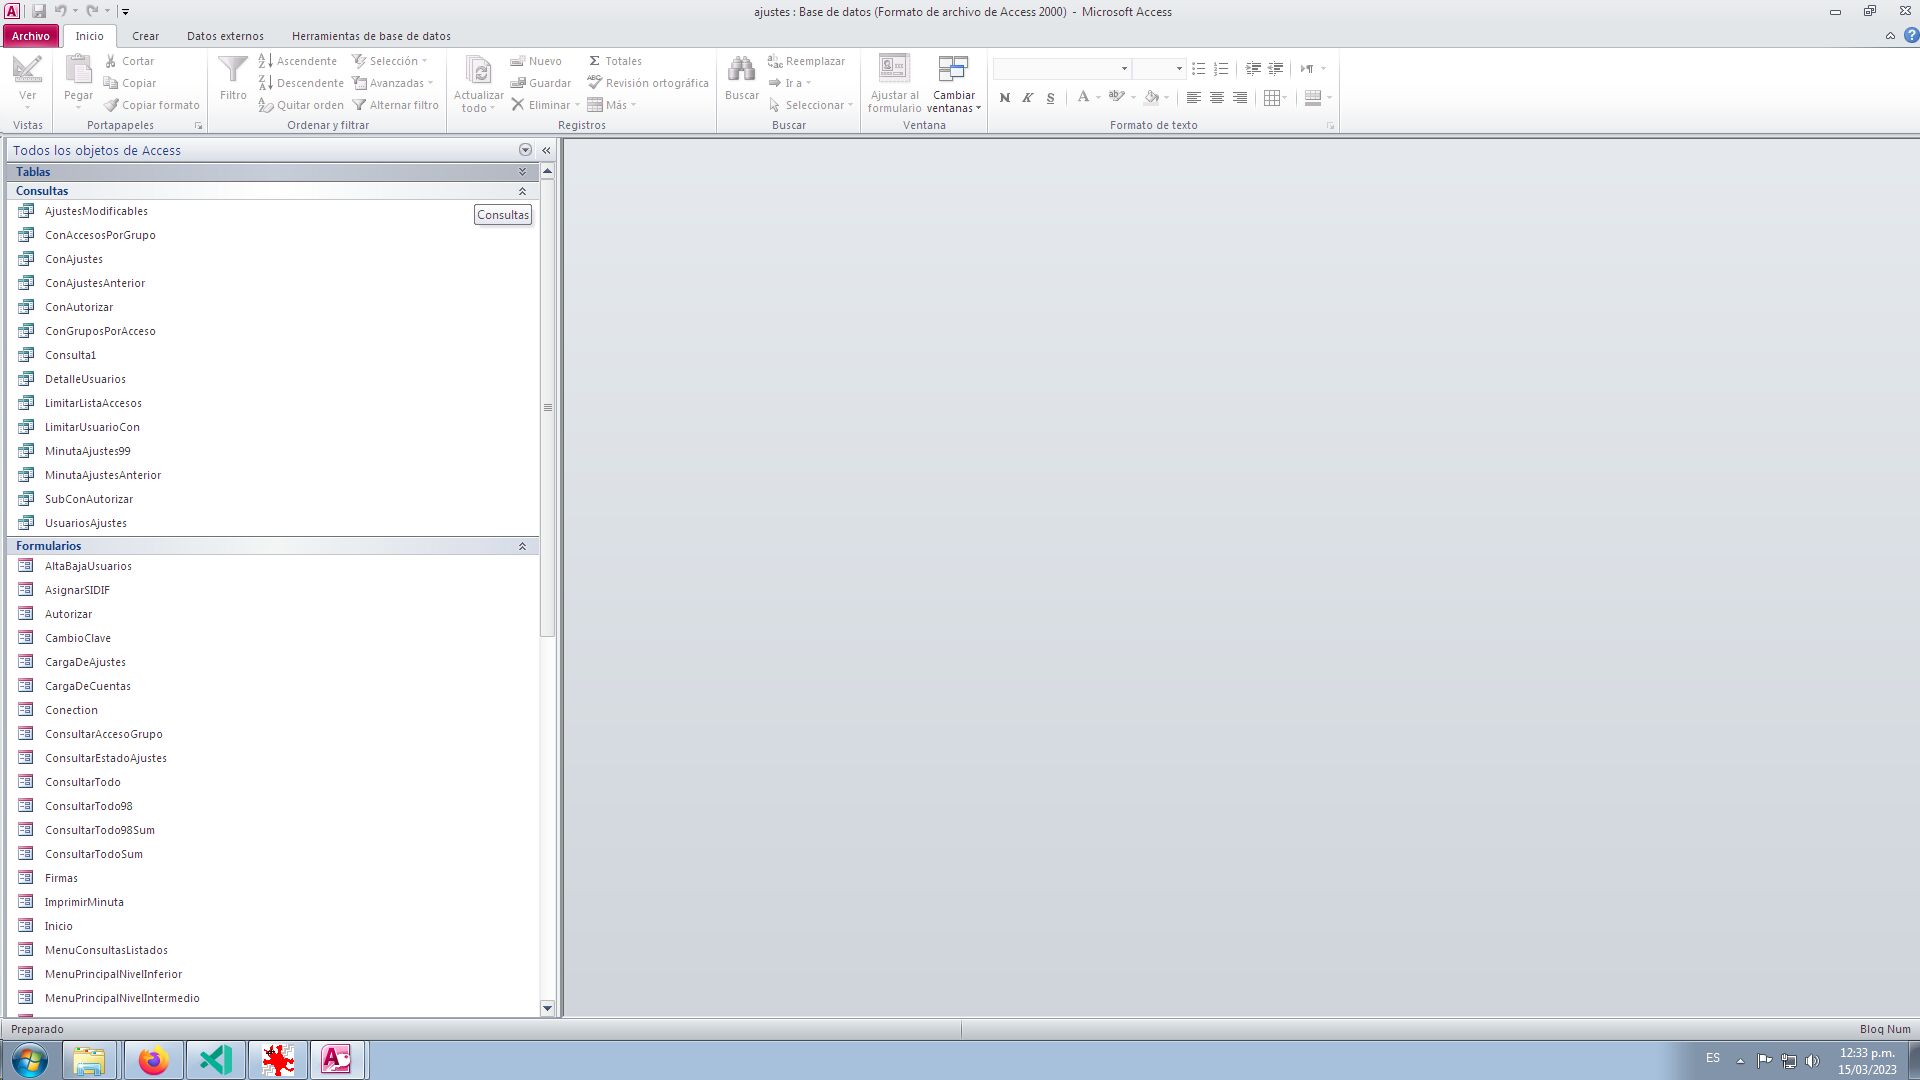 ajustes : Base de datos (Formato de archivo de Access 2000)  -  Microsoft Access
Archivo Inicio Crear Datos externos Herramientas de base de datos
Ver
Vistas
Pegar
Cortar
Copiar
Copiar formato
Portapapeles
Filtro
Ascendente
Descendente
Quitar orden
Selección
Avanzadas
Alternar filtro
Ordenar y filtrar
Actualizar
todo
Nuevo
Guardar
Eliminar
Totales
Revisión ortográfica
Más
Registros
Buscar
Reemplazar
Ir a
Seleccionar
Buscar
Ajustar al
formulario
Cambiar
ventanas
Ventana
N K S A
Formato de texto
Todos los objetos de Access
Tablas
Consultas
AjustesModificables
Consultas
ConAccesosPorGrupo
ConAjustes
ConAjustesAnterior
ConAutorizar
ConGruposPorAcceso
Consulta1
DetalleUsuarios
LimitarListaAccesos
LimitarUsuarioCon
MinutaAjustes99
MinutaAjustesAnterior
SubConAutorizar
UsuariosAjustes
Formularios
AltaBajaUsuarios
AsignarSIDIF
Autorizar
CambioClave
CargaDeAjustes
CargaDeCuentas
Conection
ConsultarAccesoGrupo
ConsultarEstadoAjustes
ConsultarTodo
ConsultarTodo98
ConsultarTodo98Sum
ConsultarTodoSum
Firmas
ImprimirMinuta
Inicio
MenuConsultasListados
MenuPrincipalNivelInferior
MenuPrincipalNivelIntermedio
Preparado
Bloq Num
ES
12:33 p.m.
15/03/2023